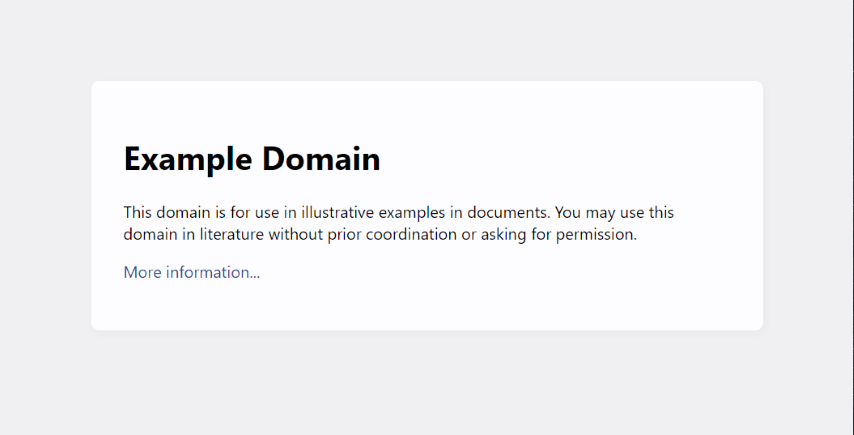 Example Domain
This domain is for use in illustrative examples in documents. You may use this
domain in literature without prior coordination or asking for permission.
More information...